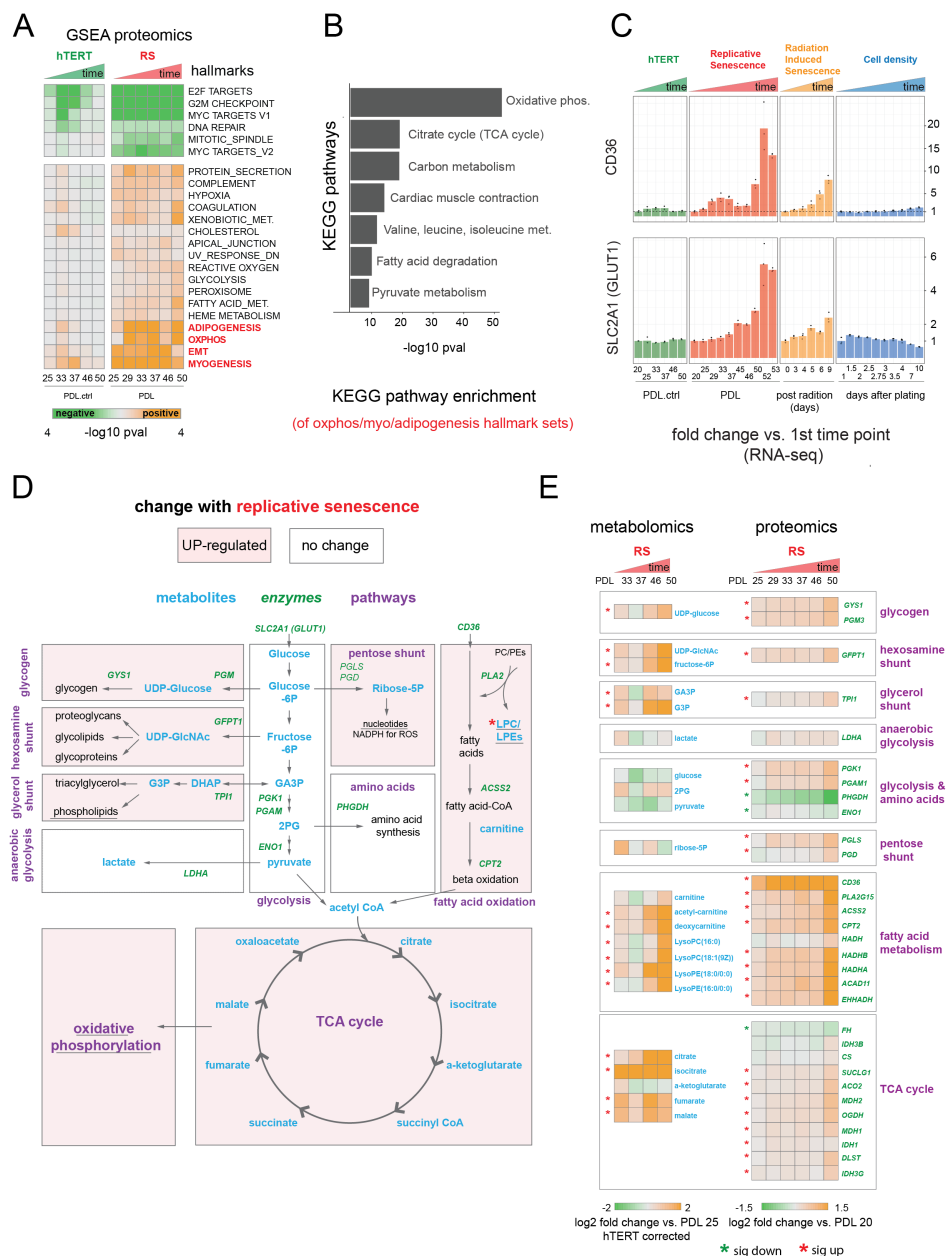 A
GSEA proteomics
hTERT
RS
time
time
hallmarks
E2F TARGETS
G2M CHECKPOINT
MYC TARGETS V1
DNA REPAIR
MITOTIC_SPINDLE
MYC TARGETS_V2
PROTEIN_SECRETION
COMPLEMENT
HYPOXIA
COAGULATION
XENOBIOTIC_MET.
CHOLESTEROL
APICAL_JUNCTION
UV_RESPONSE_DN
REACTIVE OXYGEN
GLYCOLYSIS
PEROXISOME
FATTY ACID_MET.
HEME METABOLISM
ADIPOGENESIS
OXPHOS
EMT
MYOGENESIS
25 33 37 46 50 25 29 33 37 46 50
PDL.ctrl
PDL
negative
positive
4
-log10 pval
4
B
KEGG pathways
Oxidative phos.
Citrate cycle (TCA cycle)
Carbon metabolism
Cardiac muscle contraction
Valine, leucine, isoleucine met.
Fatty acid degradation
Pyruvate metabolism
10 20 30 40 50
-log10 pval
KEGG pathway enrichment
(of oxphos/myo/adipogenesis hallmark sets)
C
hTERT
Replicative
Senescence
Radiation
Induced
Senescence
Cell density
time
time
time
time
CD36
20
15
10
5
1
SLC2A1 (GLUT1)
6
4
2
1
20 33 46
25 37 50
20 25 33 45 50 53
29 37 46 52
0 3 4 5 6 9
1.5 2.5 3 4 10
1 2 2.75 3.5 7
PDL.ctrl
PDL
post radition
(days)
days after plating
fold change vs. 1st time point
(RNA-seq)
D
change with replicative senescence
UP-regulated
no change
metabolites
enzymes
pathways
SLC2A1 (GLUT1)
CD36
glycogen
glycogen
GYS1
UDP-Glucose
PGM
Glucose
Glucose
-6P
pentose shunt
PGLS
PGD
Ribose-5P
nucleotides
NADPH for ROS
PC/PEs
PLA2
*LPC/
LPEs
fatty
acids
hexosamine
shunt
proteoglycans
glycolipids
glycoproteins
UDP-GlcNAc
GFPT1
Fructose
-6P
glycerol
shunt
triacylglycerol
phospholipids
G3P
DHAP
TPI1
GA3P
PGK1
PGAM
2PG
ENO1
pyruvate
amino acids
PHGDH
amino acid
synthesis
ACSS2
fatty acid-CoA
carnitine
CPT2
beta oxidation
anaerobic
glycolysis
lactate
LDHA
glycolysis
fatty acid oxidation
acetyl CoA
oxidative
phosphorylation
TCA cycle
oxaloacetate
citrate
malate
isocitrate
fumarate
a-ketoglutarate
succinate
succinyl CoA
E
metabolomics
proteomics
RS
RS
time
time
PDL 33 37 46 50
PDL 25 29 33 37 46 50
* UDP-glucose
* GYS1
* PGM3
glycogen
* UDP-GlcNAc
* fructose-6P
* GFPT1
hexosamine
shunt
* GA3P
* G3P
* TPI1
glycerol
shunt
lactate
LDHA
anaerobic
glycolysis
glucose
2PG
pyruvate
* PGK1
* PGAM1
* PHGDH
* ENO1
glycolysis &
amino acids
ribose-5P
* PGLS
* PGD
pentose
shunt
carnitine
* acetyl-carnitine
* deoxycarnitine
* LysoPC(16:0)
* LysoPC(18:1(9Z))
* LysoPE(18:0/0:0)
* LysoPE(16:0/0:0)
* CD36
* PLA2G15
* ACSS2
* CPT2
HADH
* HADHB
* HADHA
* ACAD11
* EHHADH
fatty acid
metabolism
* citrate
* isocitrate
a-ketoglutarate
* fumarate
* malate
* FH
IDH3B
CS
* SUCLG1
* ACO2
* MDH2
* OGDH
* MDH1
* IDH1
* DLST
* IDH3G
TCA cycle
-2
2
log2 fold change vs. PDL 25
hTERT corrected
-1.5
1.5
log2 fold change vs. PDL 20
* sig down
* sig up